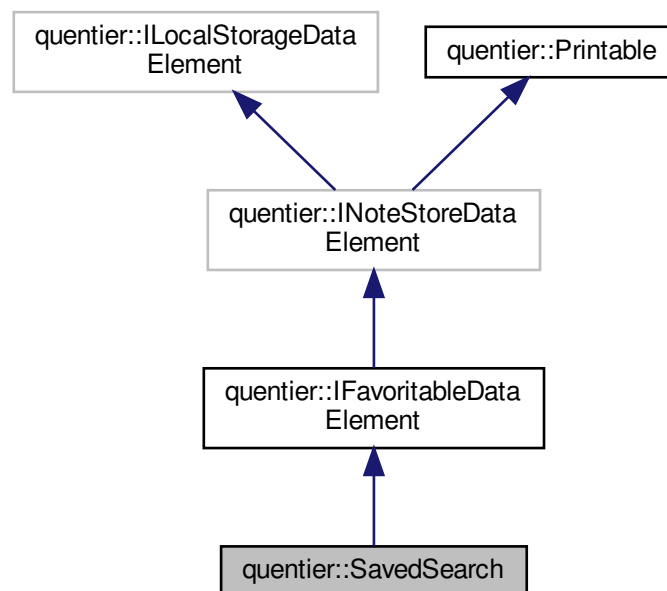 quentier::ILocalStorageData
Element
quentier::Printable
quentier::INoteStoreData
Element
quentier::IFavoritableData
Element
quentier::SavedSearch